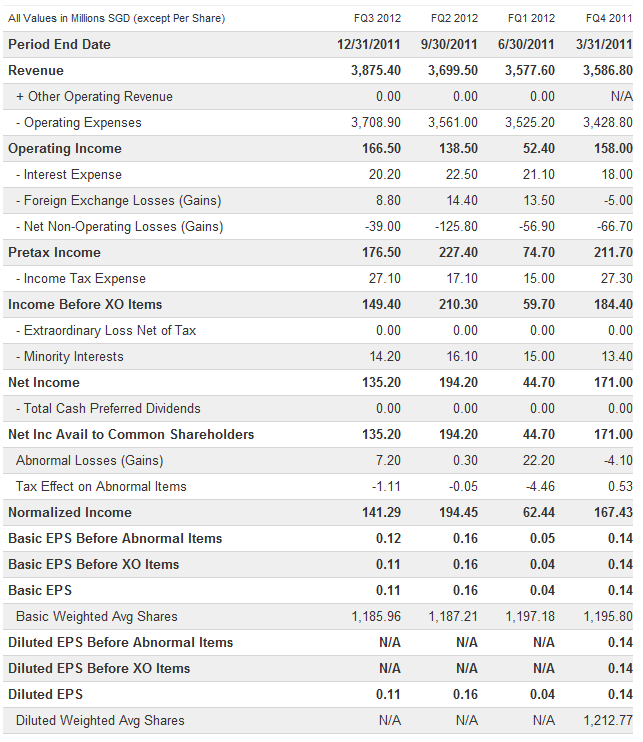 All Values in Millions SGD (except Per Share) FQ3 2012 FQ2 2012 FQ1 2012 FQ4 2011
Period End Date 12/31/2011 9/30/2011 6/30/2011 3/31/2011
Revenue 3,875.40 3,699.50 3,577.60 3,586.80
+ Other Operating Revenue 0.00 0.00 0.00 N/A
- Operating Expenses 3,708.90 3,561.00 3,525.20 3,428.80
Operating Income 166.50 138.50 52.40 158.00
- Interest Expense 20.20 22.50 21.10 18.00
- Foreign Exchange Losses (Gains) 8.80 14.40 13.50 -5.00
- Net Non-Operating Losses (Gains) -39.00 -125.80 -56.90 -66.70
Pretax Income 176.50 227.40 74.70 211.70
- Income Tax Expense 27.10 17.10 15.00 27.30
Income Before XO Items 149.40 210.30 59.70 184.40
- Extraordinary Loss Net of Tax 0.00 0.00 0.00 0.00
- Minority Interests 14.20 16.10 15.00 13.40
Net Income 135.20 194.20 44.70 171.00
- Total Cash Preferred Dividends 0.00 0.00 0.00 0.00
Net Inc Avail to Common Shareholders 135.20 194.20 44.70 171.00
Abnormal Losses (Gains) 7.20 0.30 22.20 -4.10
Tax Effect on Abnormal Items -1.11 -0.05 -4.46 0.53
Normalized Income 141.29 194.45 62.44 167.43
Basic EPS Before Abnormal Items 0.12 0.16 0.05 0.14
Basic EPS Before XO Items 0.11 0.16 0.04 0.14
Basic EPS 0.11 0.16 0.04 0.14
Basic Weighted Avg Shares 1,185.96 1,187.21 1,197.18 1,195.80
Diluted EPS Before Abnormal Items N/A N/A N/A 0.14
Diluted EPS Before XO Items N/A N/A N/A 0.14
Diluted EPS 0.11 0.16 0.04 0.14
Diluted Weighted Avg Shares N/A N/A N/A 1,212.77